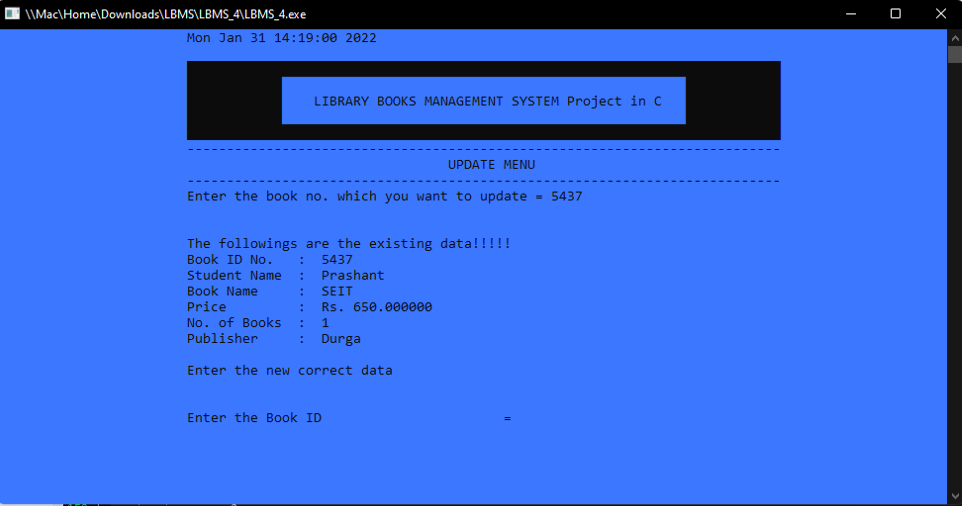 \\Mac\Home\Downloads\LBMS\LBMS_4\LBMS_4.exe
Mon Jan 31 14:19:00 2022
LIBRARY BOOKS MANAGEMENT SYSTEM Project in C
---------------------------------------------------------------------------
UPDATE MENU
---------------------------------------------------------------------------
Enter the book no. which you want to update = 5437
The followings are the existing data!!!!!
Book ID No.   :  5437
Student Name  :  Prashant
Book Name     :  SEIT
Price         :  Rs. 650.000000
No. of Books  :  1
Publisher     :  Durga
Enter the new correct data
Enter the Book ID                       =